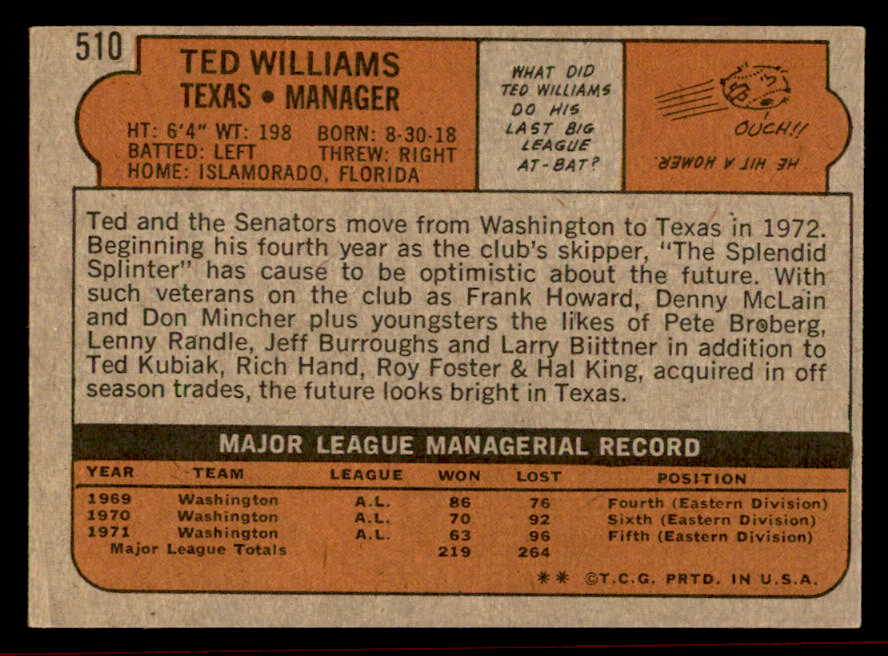 510
TED WILLIAMS
TEXAS • MANAGER
HT: 6'4" WT: 198 BORN: 8-30-18
BATTED: LEFT THREW: RIGHT
HOME: ISLAMORADO, FLORIDA
WHAT DID
TED WILLIAMS
DO HIS
LAST BIG
LEAGUE
AT-BAT?
OUCH!!
HE HIT A HOMER.
Ted and the Senators move from Washington to Texas in 1972.
Beginning his fourth year as the club's skipper, "The Splendid
Splinter" has cause to be optimistic about the future. With
such veterans on the club as Frank Howard, Denny McLain
and Don Mincher plus youngsters the likes of Pete Broberg,
Lenny Randle, Jeff Burroughs and Larry Biittner in addition to
Ted Kubiak, Rich Hand, Roy Foster & Hal King, acquired in off
season trades, the future looks bright in Texas.
MAJOR LEAGUE MANAGERIAL RECORD
YEAR TEAM LEAGUE WON LOST POSITION
1969 Washington A.L. 86 76 Fourth (Eastern Division)
1970 Washington A.L. 70 92 Sixth (Eastern Division)
1971 Washington A.L. 63 96 Fifth (Eastern Division)
Major League Totals 219 264
** ©T.C.G. PRTD. IN U.S.A.